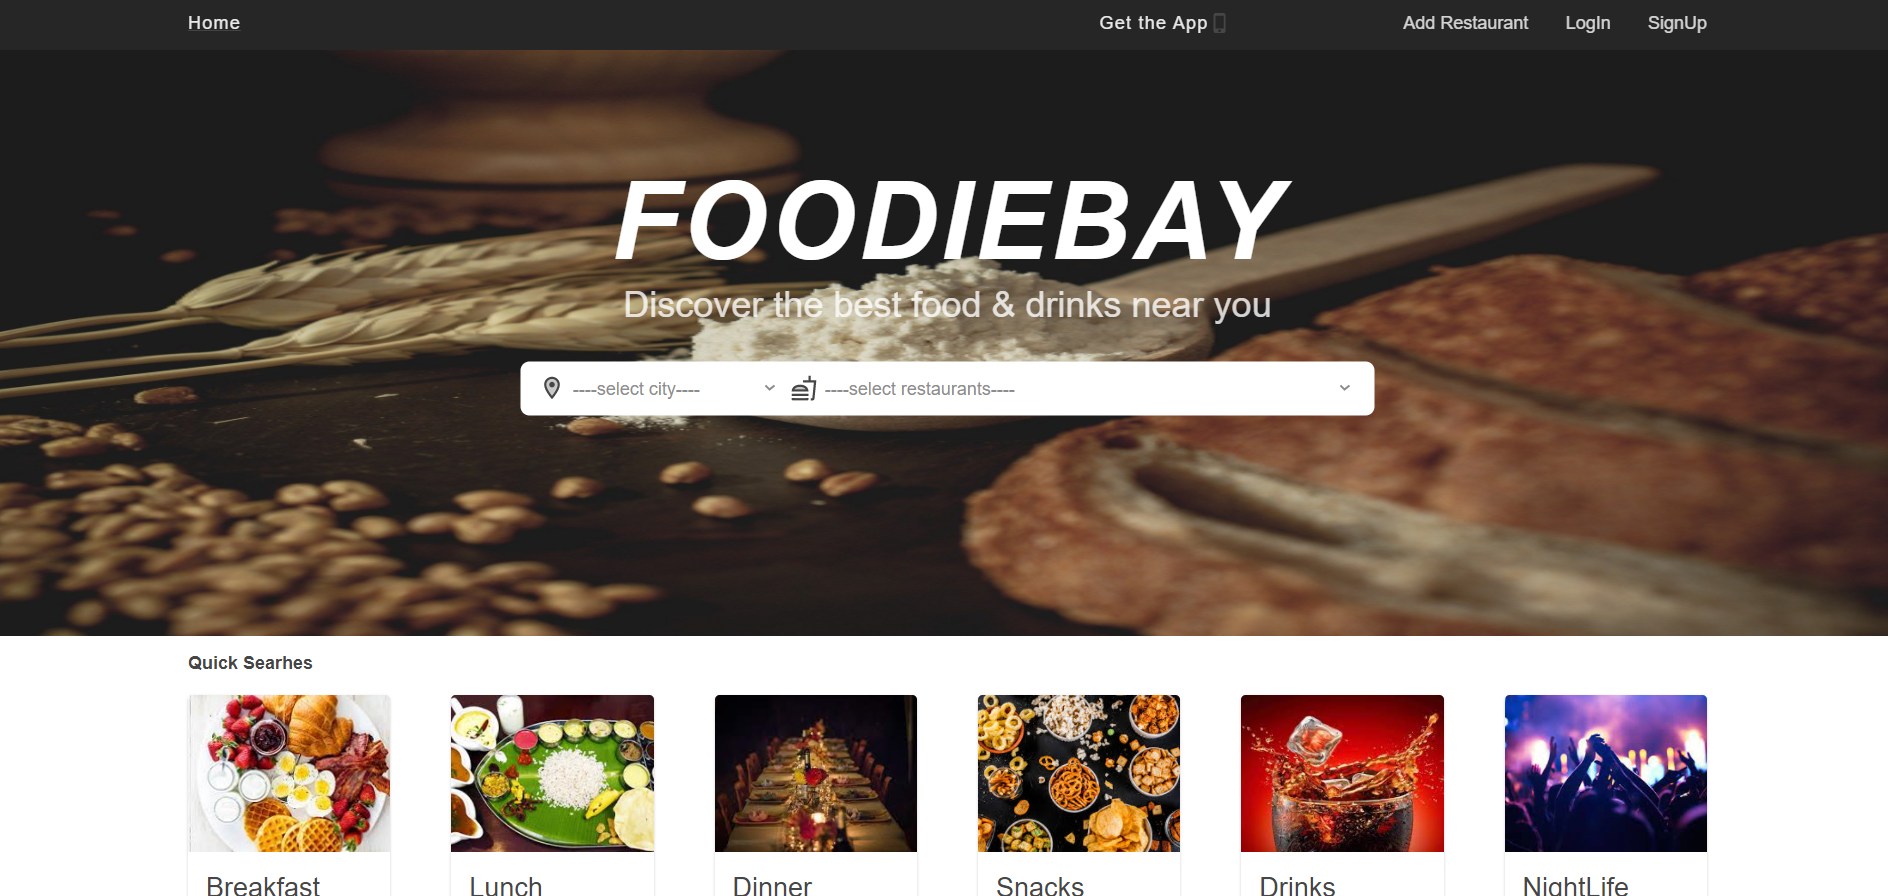 Home Get the App Add Restaurant LogIn SignUp
FOODIEBAY
Discover the best food & drinks near you
----select city---- ----select restaurants----
Quick Searhes
Breakfast Lunch Dinner Snacks Drinks NightLife